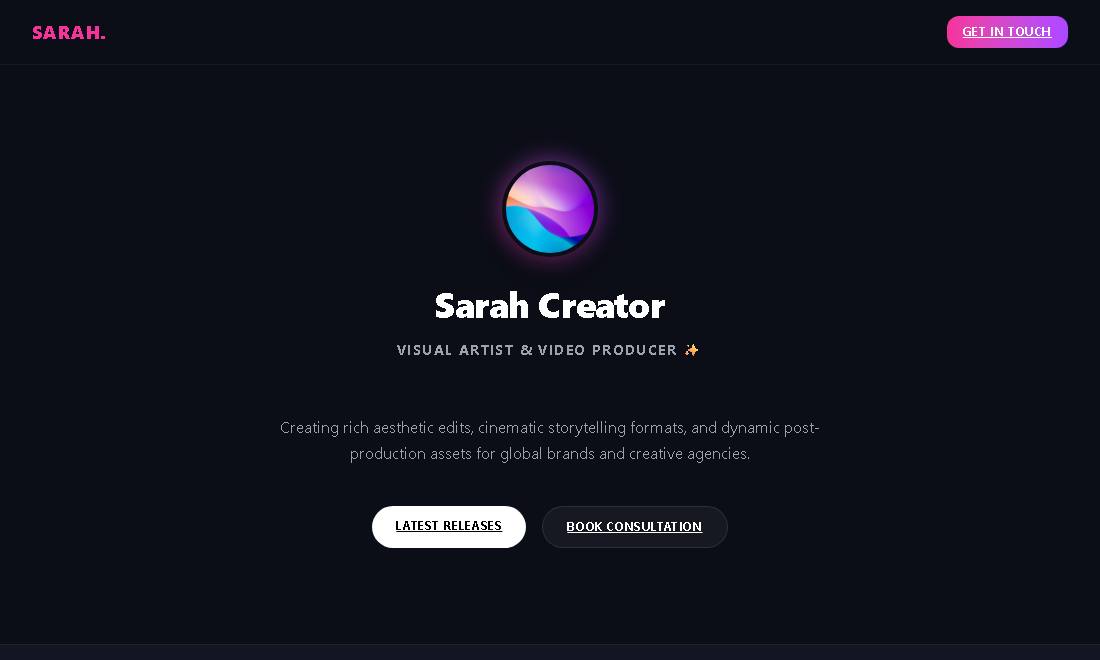 SARAH.
GET IN TOUCH
Sarah Creator
VISUAL ARTIST & VIDEO PRODUCER ✨
Creating rich aesthetic edits, cinematic storytelling formats, and dynamic post-
production assets for global brands and creative agencies.
LATEST RELEASES
BOOK CONSULTATION